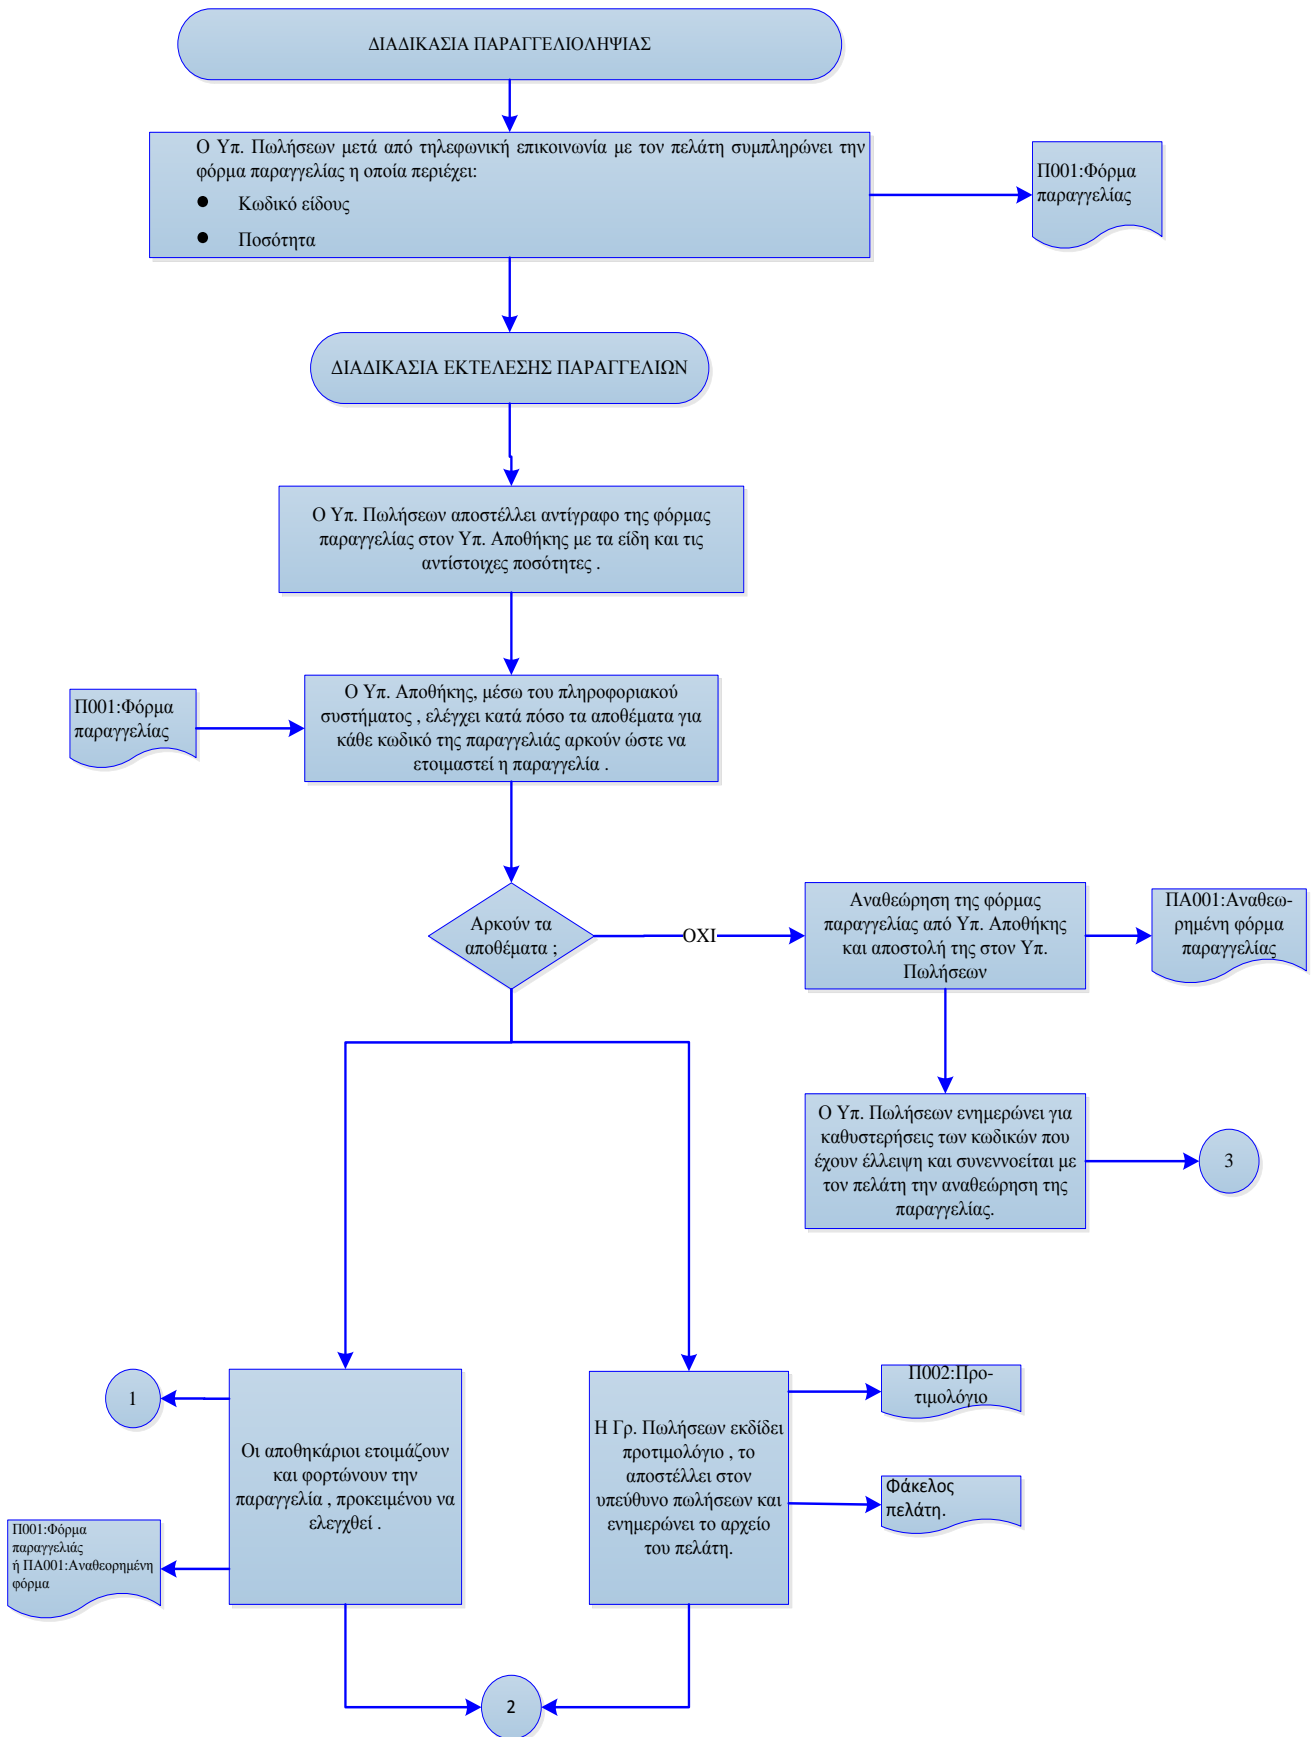 ΔΙΑΔΙΚΑΣΙΑ ΠΑΡΑΓΓΕΛΙΟΛΗΨΙΑΣ
Ο Υπ. Πωλήσεων μετά από τηλεφωνική επικοινωνία με τον πελάτη συμπληρώνει την
φόρμα παραγγελίας η οποία περιέχει:
● Κωδικό είδους
● Ποσότητα
Π001:Φόρμα
παραγγελίας
ΔΙΑΔΙΚΑΣΙΑ ΕΚΤΕΛΕΣΗΣ ΠΑΡΑΓΓΕΛΙΩΝ
Ο Υπ. Πωλήσεων αποστέλλει αντίγραφο της φόρμας
παραγγελίας στον Υπ. Αποθήκης με τα είδη και τις
αντίστοιχες ποσότητες .
Π001:Φόρμα
παραγγελίας
Ο Υπ. Αποθήκης, μέσω του πληροφοριακού
συστήματος , ελέγχει κατά πόσο τα αποθέματα για
κάθε κωδικό της παραγγελιάς αρκούν ώστε να
ετοιμαστεί η παραγγελία .
Αρκούν τα
αποθέματα ;
ΟΧΙ
Αναθεώρηση της φόρμας
παραγγελίας από Υπ. Αποθήκης
και αποστολή της στον Υπ.
Πωλήσεων
ΠΑ001:Αναθεω-
ρημένη φόρμα
παραγγελίας
Ο Υπ. Πωλήσεων ενημερώνει για
καθυστερήσεις των κωδικών που
έχουν έλλειψη και συνεννοείται με
τον πελάτη την αναθεώρηση της
παραγγελίας.
3
1
Οι αποθηκάριοι ετοιμάζουν
και φορτώνουν την
παραγγελία , προκειμένου να
ελεγχθεί .
Π001:Φόρμα
παραγγελιάς
ή ΠΑ001:Αναθεορημένη
φόρμα
Η Γρ. Πωλήσεων εκδίδει
προτιμολόγιο , το
αποστέλλει στον
υπεύθυνο πωλήσεων και
ενημερώνει το αρχείο
του πελάτη.
Π002:Προ-
τιμολόγιο
Φάκελος
πελάτη.
2